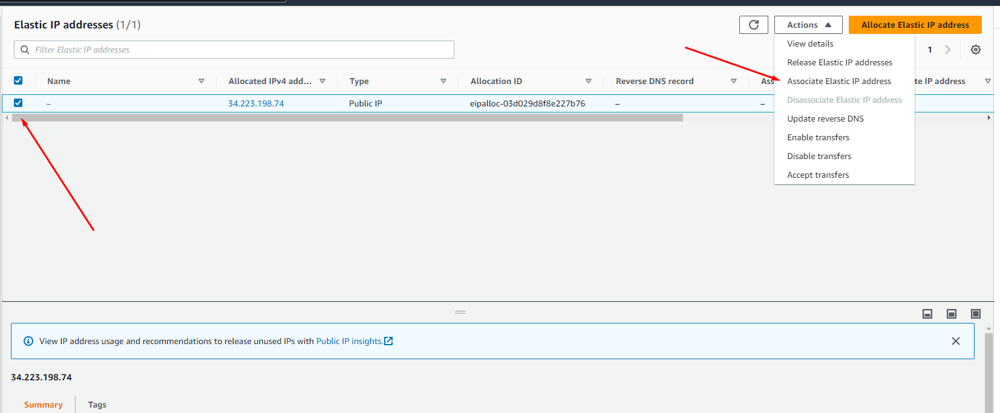 Elastic IP addresses (1/1)
Actions
Allocate Elastic IP address
Filter Elastic IP addresses
1
View details
Release Elastic IP addresses
Associate Elastic IP address
Disassociate Elastic IP address
Update reverse DNS
Enable transfers
Disable transfers
Accept transfers
Name Allocated IPv4 add... Type Allocation ID Reverse DNS record Ass te IP address
– 34.223.198.74 Public IP eipalloc-03d029d8f8e227b76 – –
View IP address usage and recommendations to release unused IPs with Public IP insights.
34.223.198.74
Summary Tags